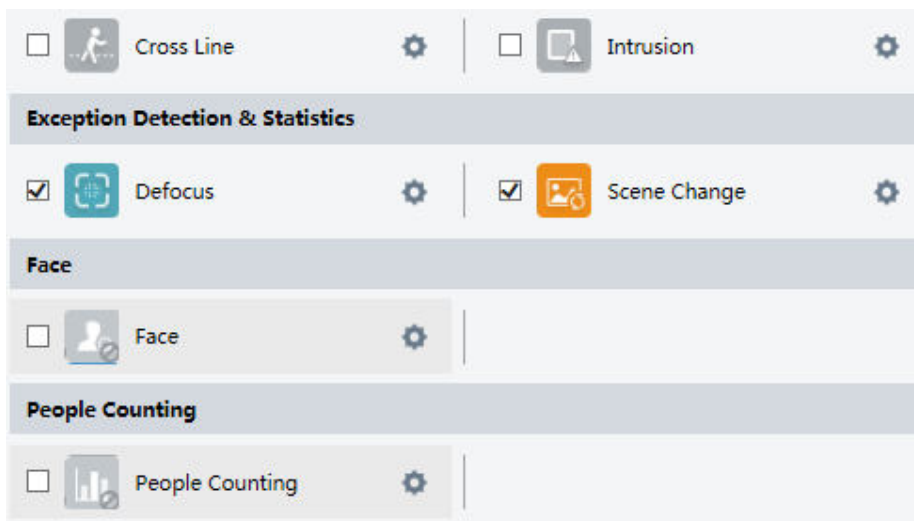 Cross Line Intrusion
Exception Detection & Statistics
Defocus Scene Change
Face
Face
People Counting
People Counting